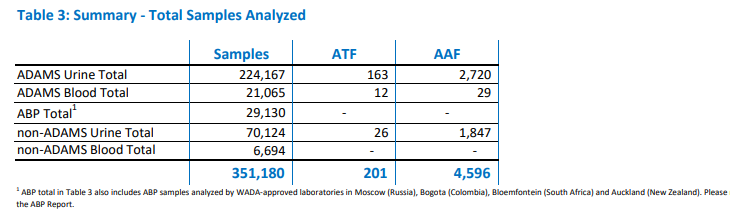 Table 3: Summary - Total Samples Analyzed
Samples ATF AAF
ADAMS Urine Total 224,167 163 2,720
ADAMS Blood Total 21,065 12 29
ABP Total1 29,130 - -
non-ADAMS Urine Total 70,124 26 1,847
non-ADAMS Blood Total 6,694 - -
351,180 201 4,596
1 ABP total in Table 3 also includes ABP samples analyzed by WADA-approved laboratories in Moscow (Russia), Bogota (Colombia), Bloemfontein (South Africa) and Auckland (New Zealand). Please
the ABP Report.